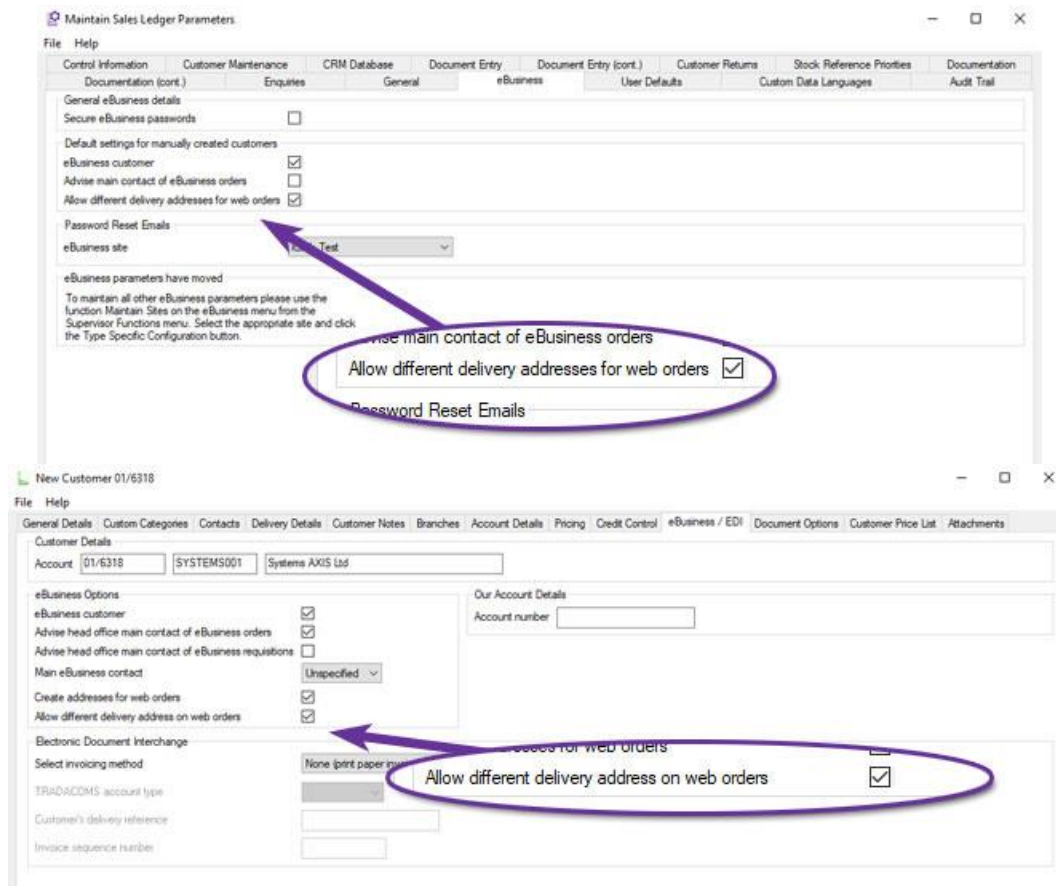 Maintain Sales Ledger Parameters
File Help
Control Information Customer Maintenance CRM Database Document Entry Document Entry (cont.) Customer Returns Stock Reference Priorities Documentation
Documentation (cont.) Enquiries General eBusiness User Defaults Custom Data Languages Audit Trail
General eBusiness details
Secure eBusiness passwords
Default settings for manually created customers
eBusiness customer
Advise main contact of eBusiness orders
Allow different delivery addresses for web orders
Password Reset Emails
eBusiness site Test
eBusiness parameters have moved
To maintain all other eBusiness parameters please use the
function Maintain Sites on the eBusiness menu from the
Supervisor Functions menu. Select the appropriate site and click
the Type Specific Configuration button.
main contact of eBusiness orders
Allow different delivery addresses for web orders
Password Reset Emails
New Customer 01/6318
File Help
General Details Custom Categories Contacts Delivery Details Customer Notes Branches Account Details Pricing Credit Control eBusiness / EDI Document Options Customer Price List Attachments
Customer Details
Account 01/6318 SYSTEMS001 Systems AXIS Ltd
eBusiness Options
eBusiness customer
Advise head office main contact of eBusiness orders
Advise head office main contact of eBusiness requisitions
Main eBusiness contact Unspecified
Create addresses for web orders
Allow different delivery address on web orders
Our Account Details
Account number
Electronic Document Interchange
Select invoicing method None (print paper
TRADACOMS account type
Customer's delivery reference
Invoice sequence number
for web orders
Allow different delivery address on web orders